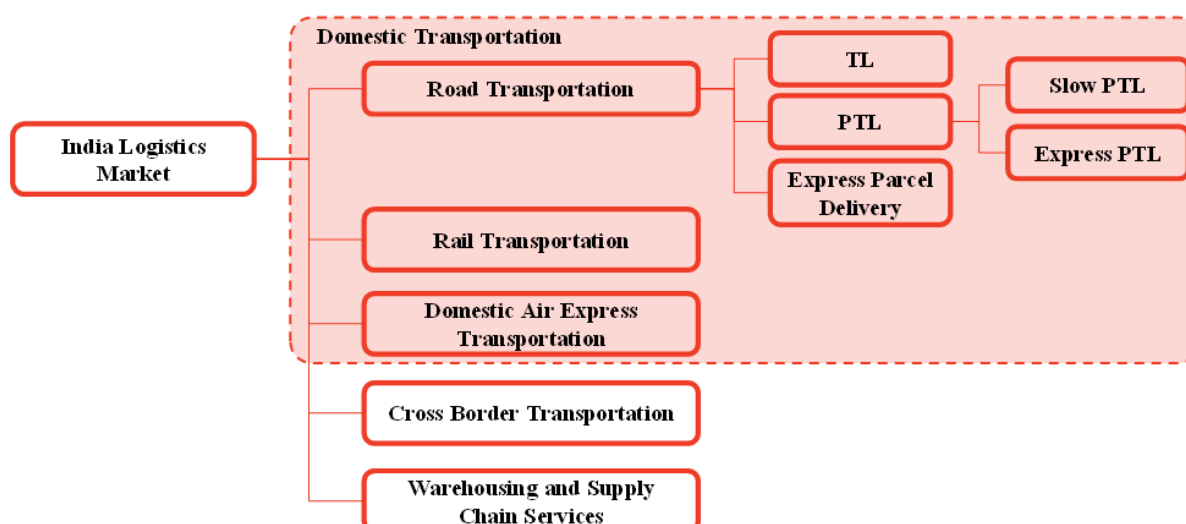 Domestic Transportation
Road Transportation
TL
PTL
Express Parcel
Delivery
Slow PTL
Express PTL
India Logistics
Market
Rail Transportation
Domestic Air Express
Transportation
Cross Border Transportation
Warehousing and Supply
Chain Services